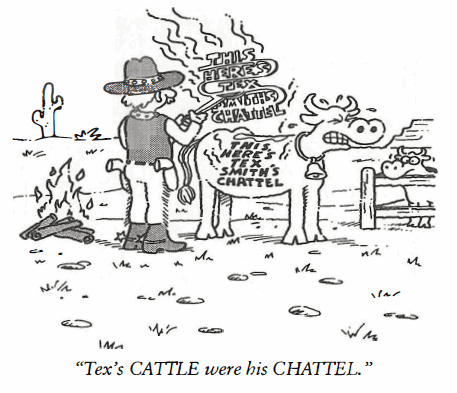 THIS
HERE'S
TEX
SMITH'S
CHATTEL
THIS
HERE'S
TEX
SMITH'S
CHATTEL
"Tex's CATTLE were his CHATTEL."